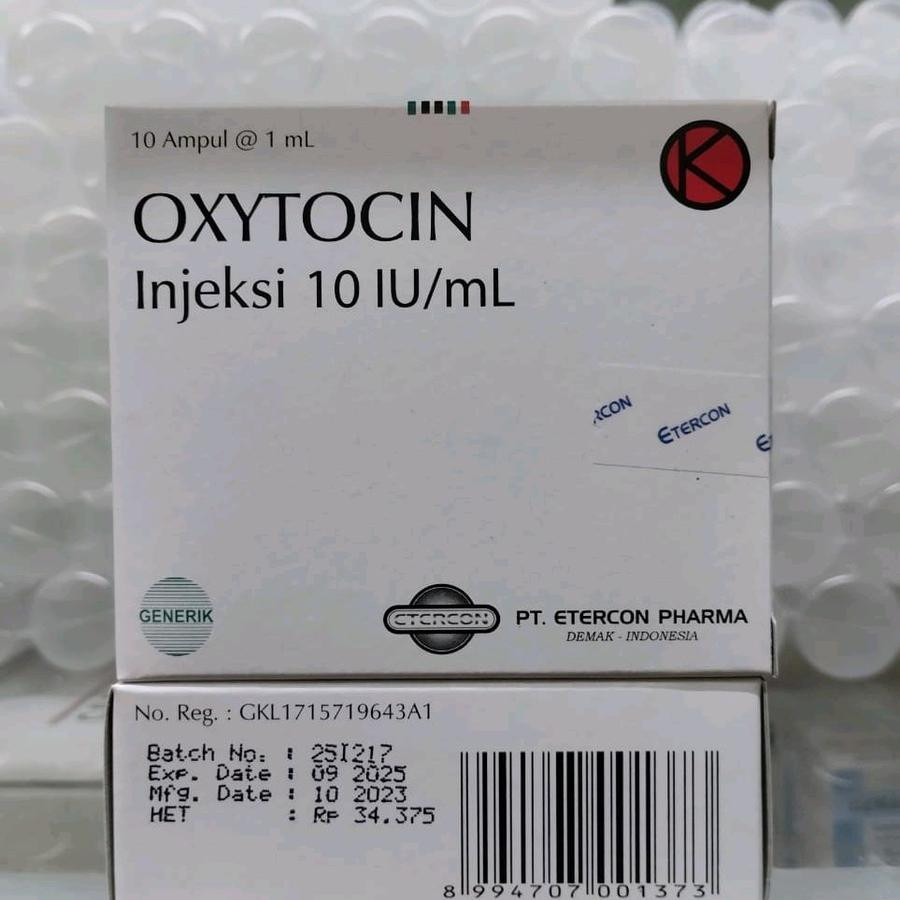 10 Ampul @ 1 mL
K
OXYTOCIN
Injeksi 10 IU/mL
RCON
ETERCON
E
GENERIK
ETERCON
PT. ETERCON PHARMA
DEMAK - INDONESIA
No. Reg. : GKL1715719643A1
Batch No. : 25I217
Exp. Date : 09 2025
Mfg. Date : 10 2023
HET : Rp 34.375
8 994707 001373